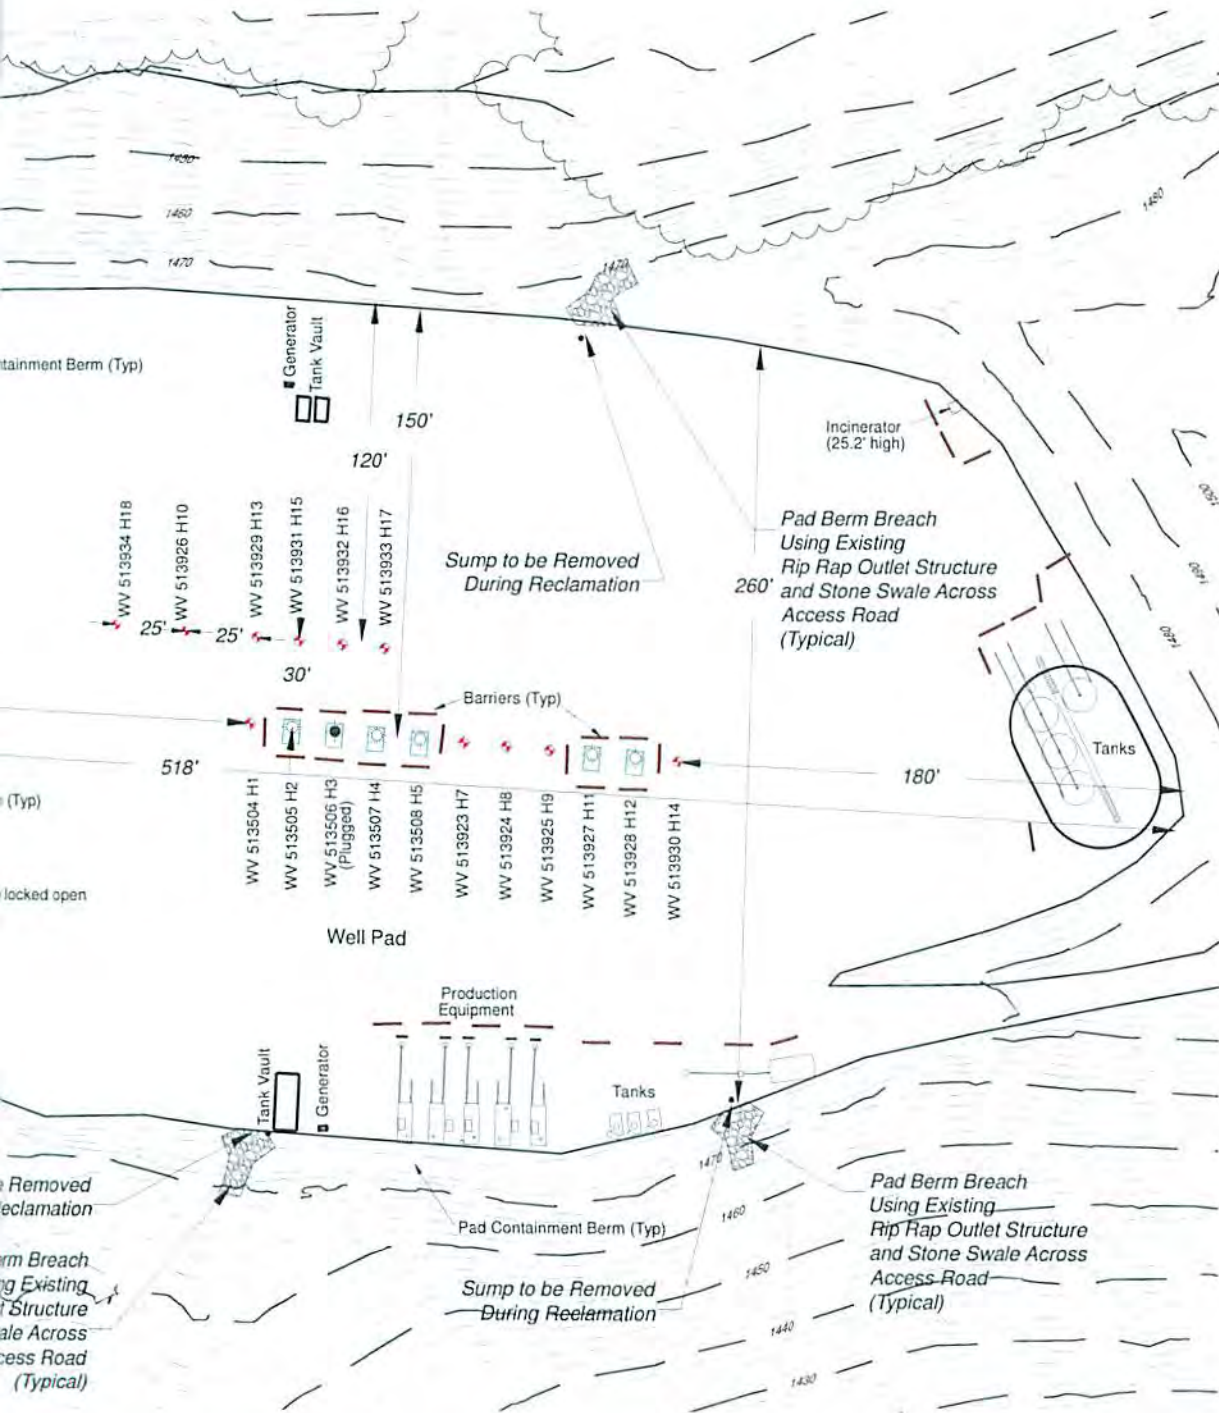 1450
1460
1470
1470
1480
Generator
Tank Vault
tainment Berm (Typ)
150'
120'
Incinerator
(25.2' high)
1500
1490
1480
WV 513934 H18
WV 513926 H10
WV 513929 H13
WV 513931 H15
WV 513932 H16
WV 513933 H17
Sump to be Removed
During Reclamation
260'
Pad Berm Breach
Using Existing
Rip Rap Outlet Structure
and Stone Swale Across
Access Road
(Typical)
25'
25'
30'
Barriers (Typ)
518'
180'
Tanks
(Typ)
WV 513504 H1
WV 513505 H2
WV 513506 H3
(Plugged)
WV 513507 H4
WV 513508 H5
WV 513923 H7
WV 513924 H8
WV 513925 H9
WV 513927 H11
WV 513928 H12
WV 513930 H14
locked open
Well Pad
Production
Equipment
Tank Vault
Generator
Tanks
1470
1460
1450
1440
1430
Removed
eclamation
Pad Containment Berm (Typ)
Pad Berm Breach
Using Existing
Rip Rap Outlet Structure
and Stone Swale Across
Access Road
(Typical)
rm Breach
ng Existing
t Structure
ale Across
cess Road
(Typical)
Sump to be Removed
During Reclamation